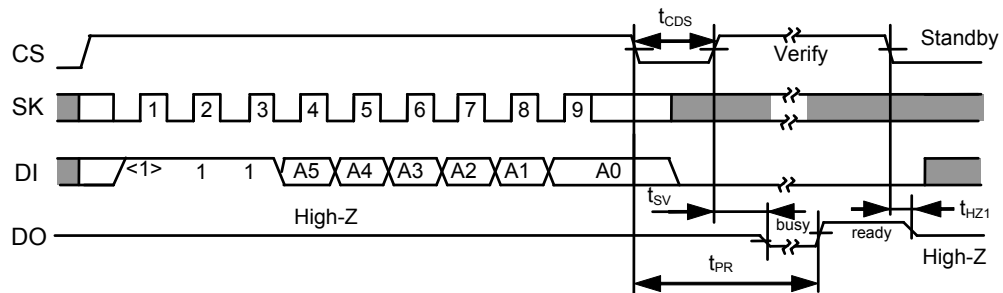 CS tCDS Verify Standby
SK 1 2 3 4 5 6 7 8 9
DI <1> 1 1 A5 A4 A3 A2 A1 A0
tSV tHZ1
DO High-Z busy ready High-Z
tPR